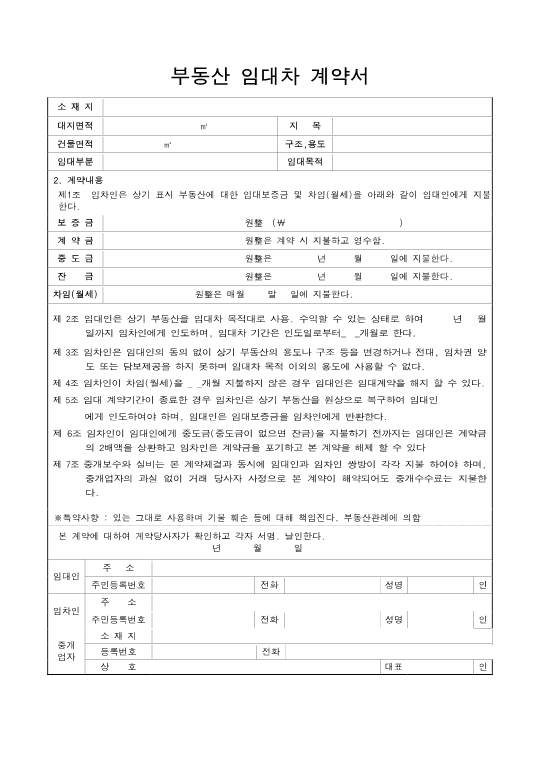 부동산 임대차 계약서
소 재 지
대지면적 ㎡ 지 목
건물면적 ㎡ 구조,용도
임대부분 임대목적
2. 계약내용
제1조 임차인은 상기 표시 부동산에 대한 임대보증금 및 차임(월세)을 아래와 같이 임대인에게 지불
한다.
보 증 금 원整 (₩ )
계 약 금 원整은 계약 시 지불하고 영수함.
중 도 금 원整은 년 월 일에 지불한다.
잔 금 원整은 년 월 일에 지불한다.
차임(월세) 원整은 매월 말 일에 지불한다.
제 2조 임대인은 상기 부동산을 임대차 목적대로 사용, 수익할 수 있는 상태로 하여 년 월
일까지 임차인에게 인도하며, 임대차 기간은 인도일로부터_ _개월로 한다.
제 3조 임차인은 임대인의 동의 없이 상기 부동산의 용도나 구조 등을 변경하거나 전대, 임차권 양
도 또는 담보제공을 하지 못하며 임대차 목적 이외의 용도에 사용할 수 없다.
제 4조 임차인이 차임(월세)을 _ _개월 지불하지 않은 경우 임대인은 임대계약을 해지 할 수 있다.
제 5조 임대 계약기간이 종료한 경우 임차인은 상기 부동산을 원상으로 복구하여 임대인
에게 인도하여야 하며, 임대인은 임대보증금을 임차인에게 반환한다.
제 6조 임차인이 임대인에게 중도금(중도금이 없으면 잔금)을 지불하기 전까지는 임대인은 계약금
의 2배액을 상환하고 임차인은 계약금을 포기하고 본 계약을 해제 할 수 있다
제 7조 중개보수와 실비는 본 계약체결과 동시에 임대인과 임차인 쌍방이 각각 지불 하여야 하며,
중개업자의 과실 없이 거래 당사자 사정으로 본 계약이 해약되어도 중개수수료는 지불한
다.
※특약사항 : 있는 그대로 사용하며 기물 훼손 등에 대해 책임진다. 부동산관례에 의함
본 계약에 대하여 계약당사자가 확인하고 각자 서명, 날인한다.
년 월 일
임대인 주 소
주민등록번호 전화 성명 인
임차인 주 소
주민등록번호 전화 성명 인
중개
업자
소 재 지
등록번호 전화
상 호 대표 인